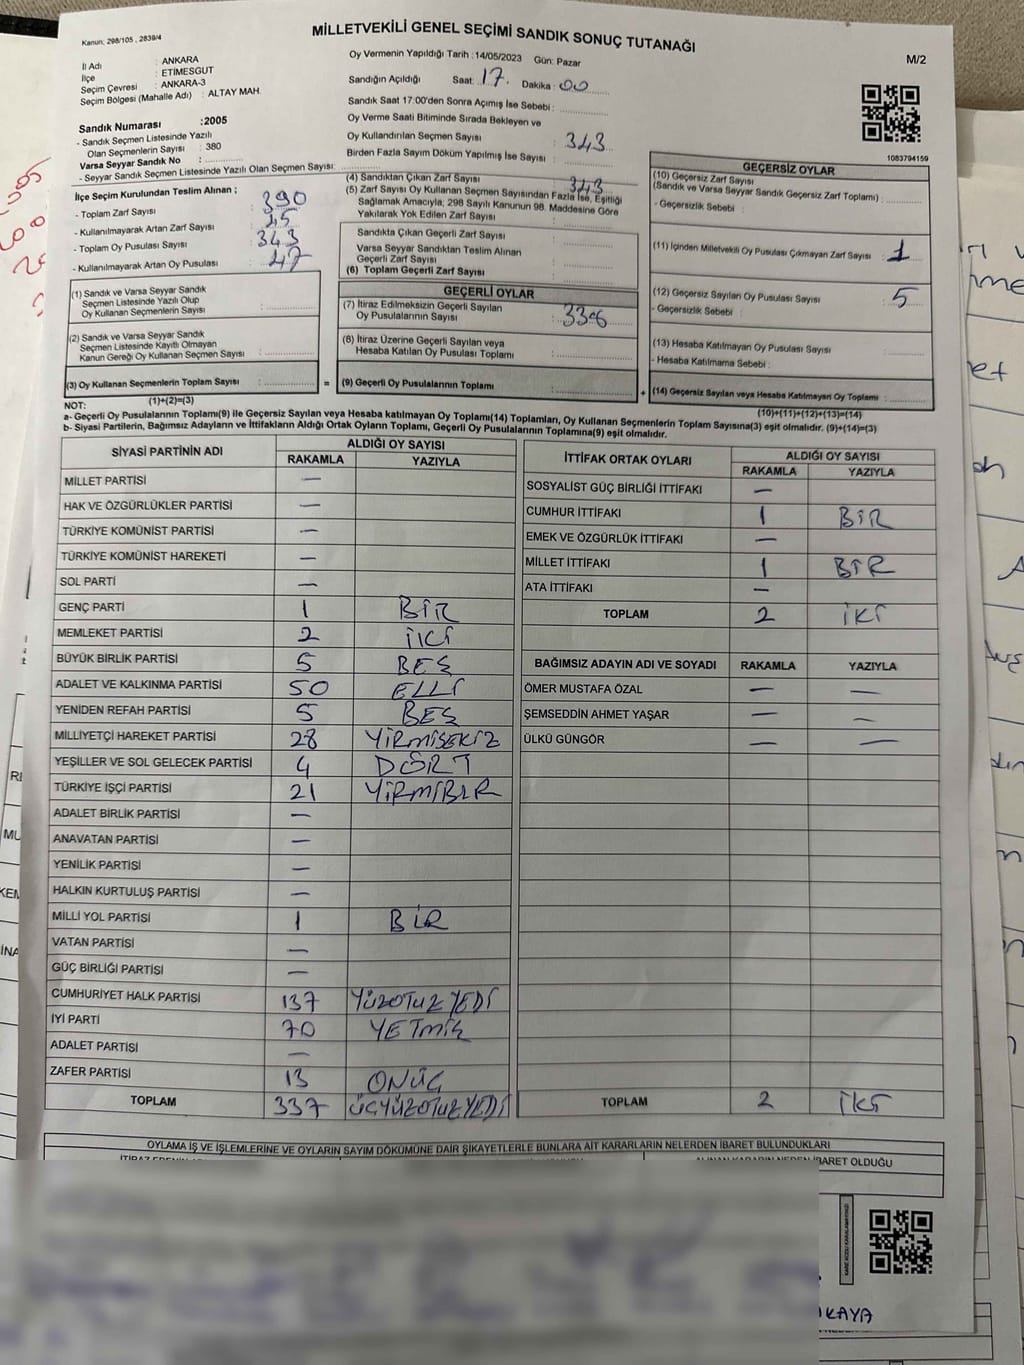 Kanun: 298/105 , 2839/4
MİLLETVEKİLİ GENEL SEÇİMİ SANDIK SONUÇ TUTANAĞI
M/2
İl Adı : ANKARA
İlçe : ETİMESGUT
Seçim Çevresi : ANKARA-3
Seçim Bölgesi (Mahalle Adı) : ALTAY MAH.
Oy Vermenin Yapıldığı Tarih : 14/05/2023 Gün: Pazar
Sandığın Açıldığı Saat: 17. Dakika : 00
Sandık Saat 17:00'den Sonra Açımış İse Sebebi :
Oy Verme Saati Bitiminde Sırada Bekleyen ve
Oy Kullandırılan Seçmen Sayısı : 343
Birden Fazla Sayım Döküm Yapılmış İse Sayısı :
Sandık Numarası :2005
- Sandık Seçmen Listesinde Yazılı
Olan Seçmenlerin Sayısı : 380
Varsa Seyyar Sandık No :
- Seyyar Sandık Seçmen Listesinde Yazılı Olan Seçmen Sayısı:
1083794159
İlçe Seçim Kurulundan Teslim Alınan ;
- Toplam Zarf Sayısı : 390
- Kullanılmayarak Artan Zarf Sayısı : 45
- Toplam Oy Pusulası Sayısı : 343
- Kullanılmayarak Artan Oy Pusulası : 47
(4) Sandıktan Çıkan Zarf Sayısı : 343
(5) Zarf Sayısı Oy Kullanan Seçmen Sayısından Fazla İse, Eşitliği
Sağlamak Amacıyla, 298 Sayılı Kanunun 98. Maddesine Göre
Yakılarak Yok Edilen Zarf Sayısı :
Sandıkta Çıkan Geçerli Zarf Sayısı :
Varsa Seyyar Sandıktan Teslim Alınan
Geçerli Zarf Sayısı :
(6) Toplam Geçerli Zarf Sayısı :
GEÇERSİZ OYLAR
(10) Geçersiz Zarf Sayısı
(Sandık ve Varsa Seyyar Sandık Geçersiz Zarf Toplamı) :
- Geçersizlik Sebebi :
(11) İçinden Milletvekili Oy Pusulası Çıkmayan Zarf Sayısı : 1
(12) Geçersiz Sayılan Oy Pusulası Sayısı : 5
- Geçersizlik Sebebi :
(13) Hesaba Katılmayan Oy Pusulası Sayısı :
- Hesaba Katılmama Sebebi :
(14) Geçersiz Sayılan veya Hesaba Katılmayan Oy Toplamı :
(10)+(11)+(12)+(13)=(14)
(1) Sandık ve Varsa Seyyar Sandık
Seçmen Listesinde Yazılı Olup
Oy Kullanan Seçmenlerin Sayısı :
(2) Sandık ve Varsa Seyyar Sandık
Seçmen Listesinde Kayıtlı Olmayan
Kanun Gereği Oy Kullanan Seçmen Sayısı :
(3) Oy Kullanan Seçmenlerin Toplam Sayısı : =
(1)+(2)=(3)
GEÇERLİ OYLAR
(7) İtiraz Edilmeksizin Geçerli Sayılan
Oy Pusulalarının Sayısı :
(8) İtiraz Üzerine Geçerli Sayılan veya
Hesaba Katılan Oy Pusulası Toplamı :
(9) Geçerli Oy Pusulalarının Toplamı : +
NOT:
a- Geçerli Oy Pusulalarının Toplamı(9) ile Geçersiz Sayılan veya Hesaba katılmayan Oy Toplamı(14) Toplamları, Oy Kullanan Seçmenlerin Toplam Sayısına(3) eşit olmalıdır. (9)+(14)=(3)
b- Siyasi Partilerin, Bağımsız Adayların ve İttifakların Aldığı Ortak Oyların Toplamı, Geçerli Oy Pusulalarının Toplamına(9) eşit olmalıdır.
SİYASİ PARTİNİN ADI ALDIĞI OY SAYISI
RAKAMLA YAZIYLA
MİLLET PARTİSİ —
HAK VE ÖZGÜRLÜKLER PARTİSİ —
TÜRKİYE KOMÜNİST PARTİSİ —
TÜRKİYE KOMÜNİST HAREKETİ —
SOL PARTİ —
GENÇ PARTİ 1 BİR
MEMLEKET PARTİSİ 2 İKİ
BÜYÜK BİRLİK PARTİSİ 5 BEŞ
ADALET VE KALKINMA PARTİSİ 50 ELLİ
YENİDEN REFAH PARTİSİ 5 BEŞ
MİLLİYETÇİ HAREKET PARTİSİ 28 YİRMİSEKİZ
YEŞİLLER VE SOL GELECEK PARTİSİ 4 DÖRT
TÜRKİYE İŞÇİ PARTİSİ 21 YİRMİBİR
ADALET BİRLİK PARTİSİ —
ANAVATAN PARTİSİ —
YENİLİK PARTİSİ —
HALKIN KURTULUŞ PARTİSİ —
MİLLİ YOL PARTİSİ 1 BİR
VATAN PARTİSİ —
GÜÇ BİRLİĞİ PARTİSİ —
CUMHURİYET HALK PARTİSİ 137 YÜZOTUZ YEDİ
İYİ PARTİ 70 YETMİŞ
ADALET PARTİSİ —
ZAFER PARTİSİ 13 ONÜÇ
TOPLAM 337 ÜÇYÜZOTUZYEDİ
İTTİFAK ORTAK OYLARI ALDIĞI OY SAYISI
RAKAMLA YAZIYLA
SOSYALİST GÜÇ BİRLİĞİ İTTİFAKI —
CUMHUR İTTİFAKI 1 BİR
EMEK VE ÖZGÜRLÜK İTTİFAKI —
MİLLET İTTİFAKI 1 BİR
ATA İTTİFAKI —
TOPLAM 2 İKİ
BAĞIMSIZ ADAYIN ADI VE SOYADI RAKAMLA YAZIYLA
ÖMER MUSTAFA ÖZAL — —
ŞEMSEDDİN AHMET YAŞAR — —
ÜLKÜ GÜNGÖR — —
TOPLAM 2 İKİ
OYLAMA İŞ VE İŞLEMLERİNE VE OYLARIN SAYIM DÖKÜMÜNE DAİR ŞİKAYETLERLE BUNLARA AİT KARARLARIN NELERDEN İBARET BULUNDUKLARI